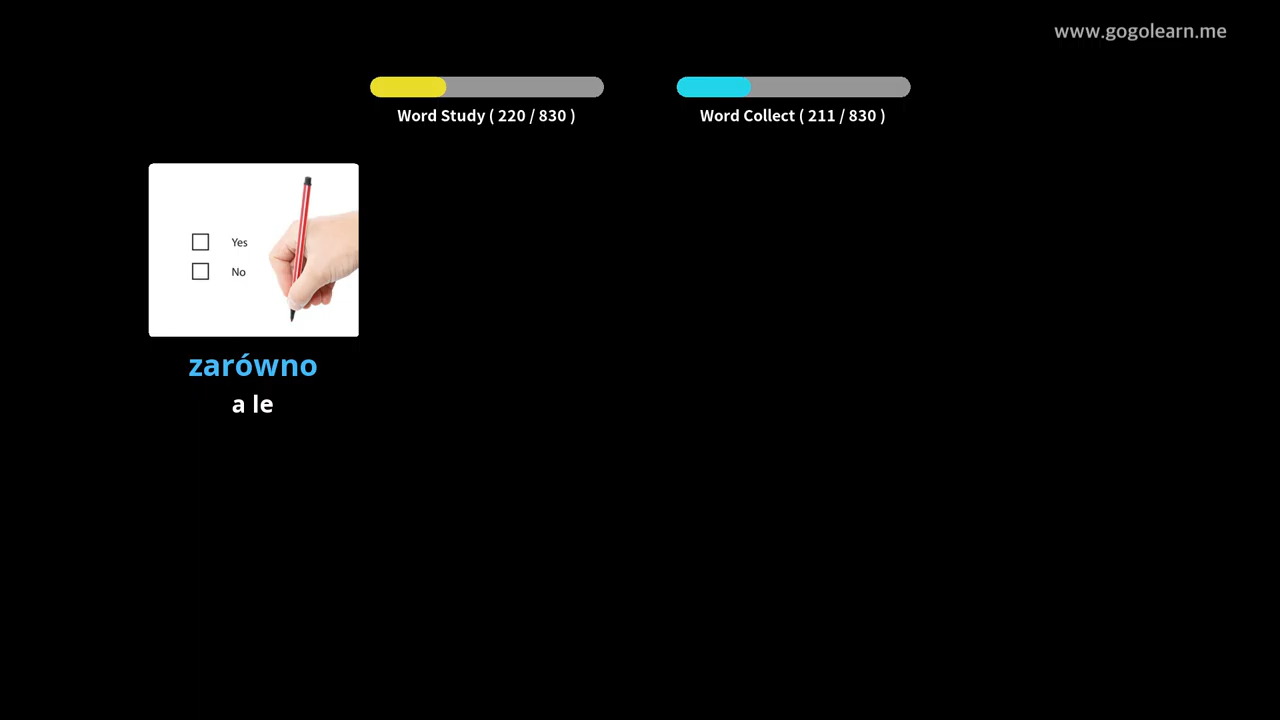 www.gogolearn.me
Word Study ( 220 / 830 )
Word Collect ( 211 / 830 )
Yes
No
zarówno
a le